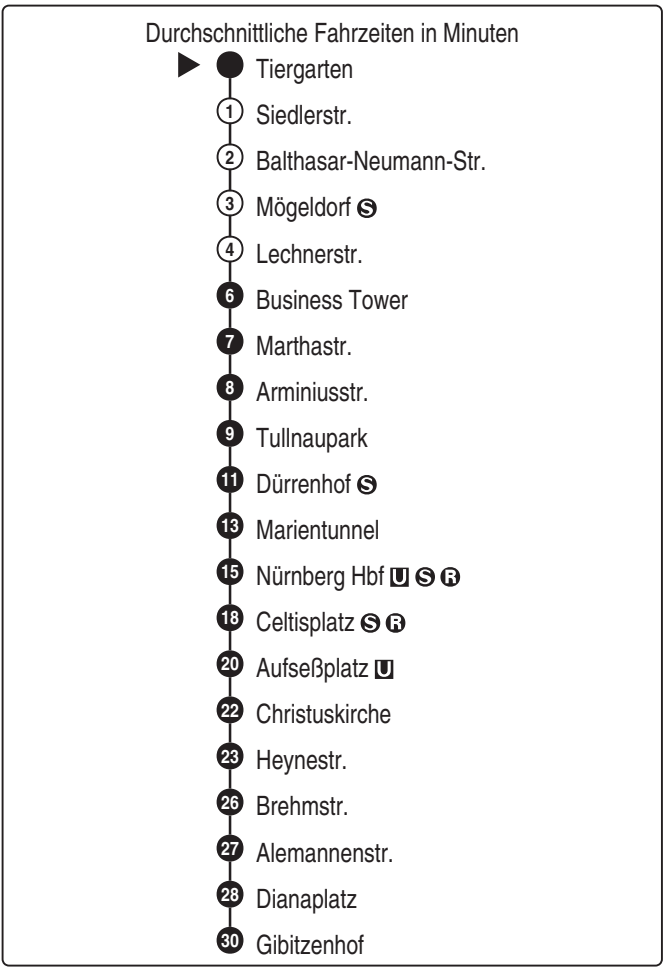 Durchschnittliche Fahrzeiten in Minuten
Tiergarten
1 Siedlerstr.
2 Balthasar-Neumann-Str.
3 Mögeldorf S
4 Lechnerstr.
6 Business Tower
7 Marthastr.
8 Arminiusstr.
9 Tullnaupark
11 Dürrenhof S
13 Marientunnel
15 Nürnberg Hbf U S R
18 Celtisplatz S R
20 Aufseßplatz U
22 Christuskirche
23 Heynestr.
26 Brehmstr.
27 Alemannenstr.
28 Dianaplatz
30 Gibitzenhof